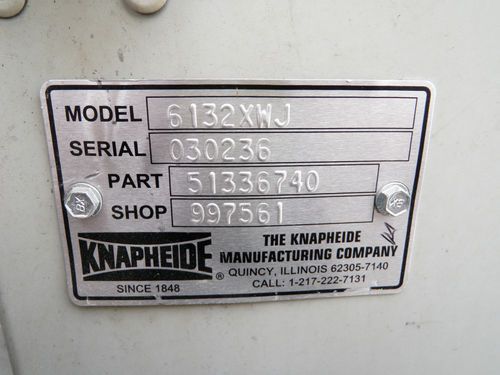 MODEL 6132XWJ
SERIAL 030236
PART 51336740
SHOP 997561
KNAPHEIDE ®
SINCE 1848
THE KNAPHEIDE
MANUFACTURING COMPANY
QUINCY, ILLINOIS 62305-7140
CALL: 1-217-222-7131